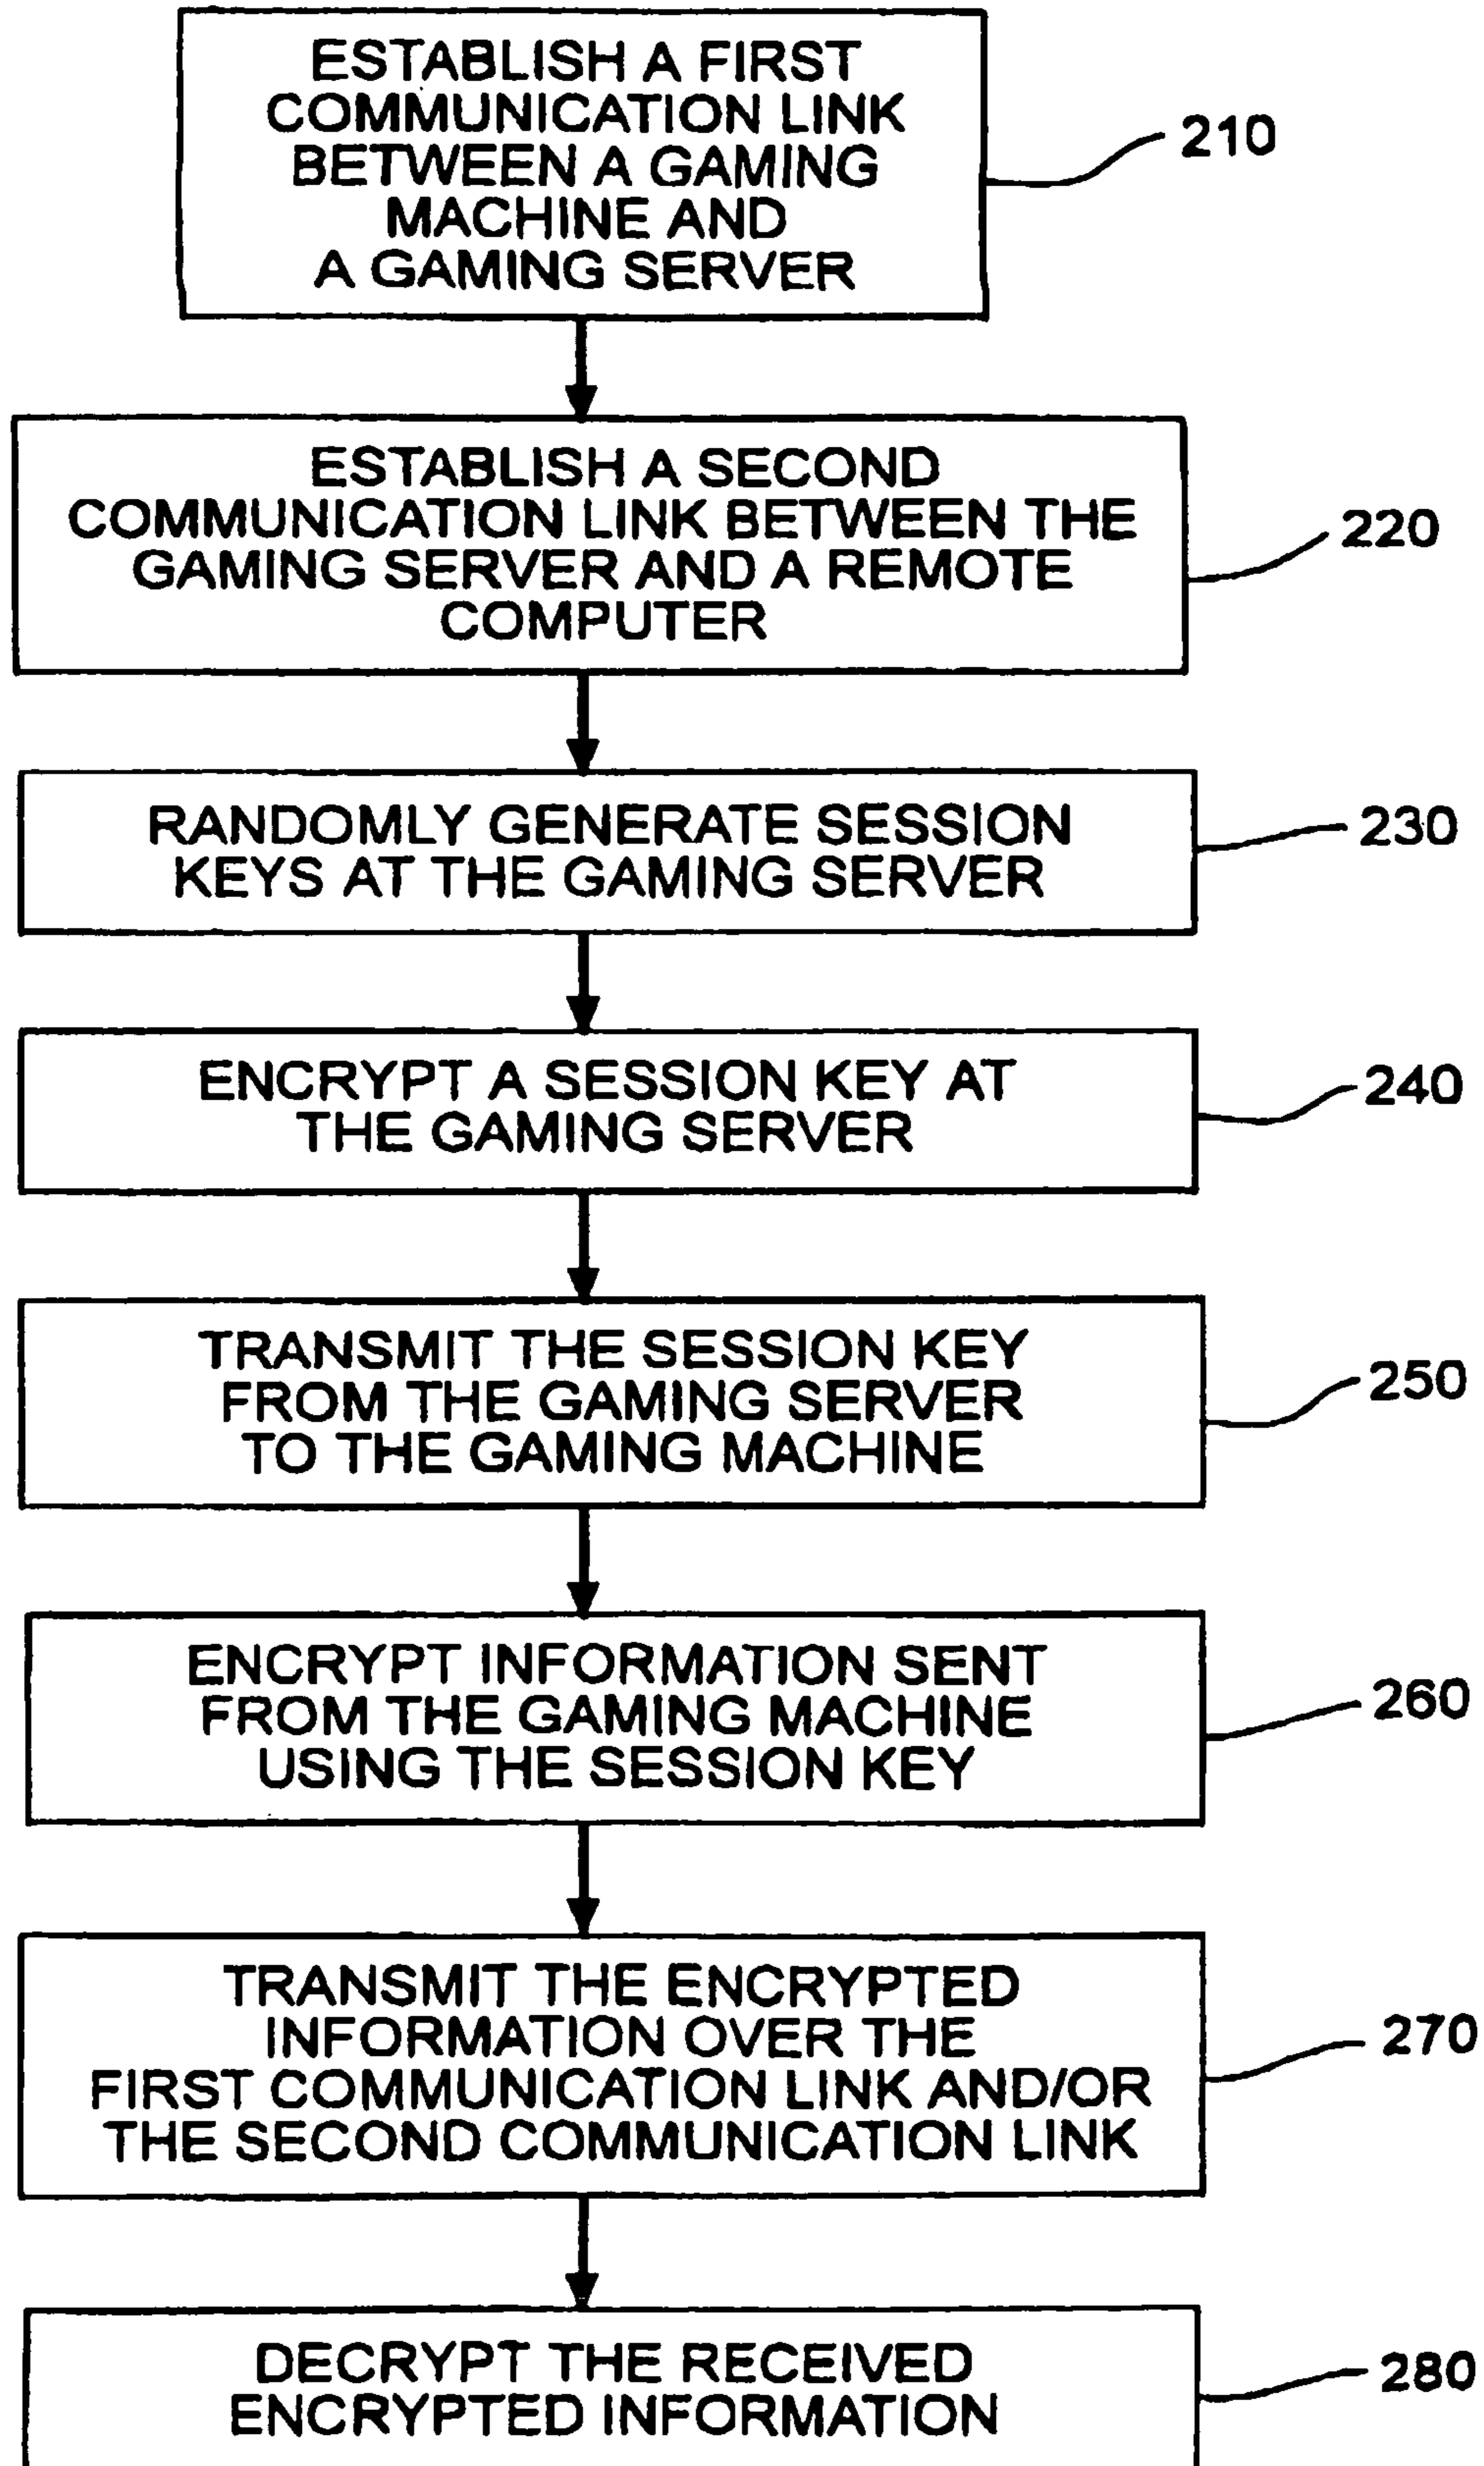 ESTABLISH A FIRST
COMMUNICATION LINK
BETWEEN A GAMING
MACHINE AND
A GAMING SERVER
210
ESTABLISH A SECOND
COMMUNICATION LINK BETWEEN THE
GAMING SERVER AND A REMOTE
COMPUTER
220
RANDOMLY GENERATE SESSION
KEYS AT THE GAMING SERVER
230
ENCRYPT A SESSION KEY AT
THE GAMING SERVER
240
TRANSMIT THE SESSION KEY
FROM THE GAMING SERVER
TO THE GAMING MACHINE
250
ENCRYPT INFORMATION SENT
FROM THE GAMING MACHINE
USING THE SESSION KEY
260
TRANSMIT THE ENCRYPTED
INFORMATION OVER THE
FIRST COMMUNICATION LINK AND/OR
THE SECOND COMMUNICATION LINK
270
DECRYPT THE RECEIVED
ENCRYPTED INFORMATION
280